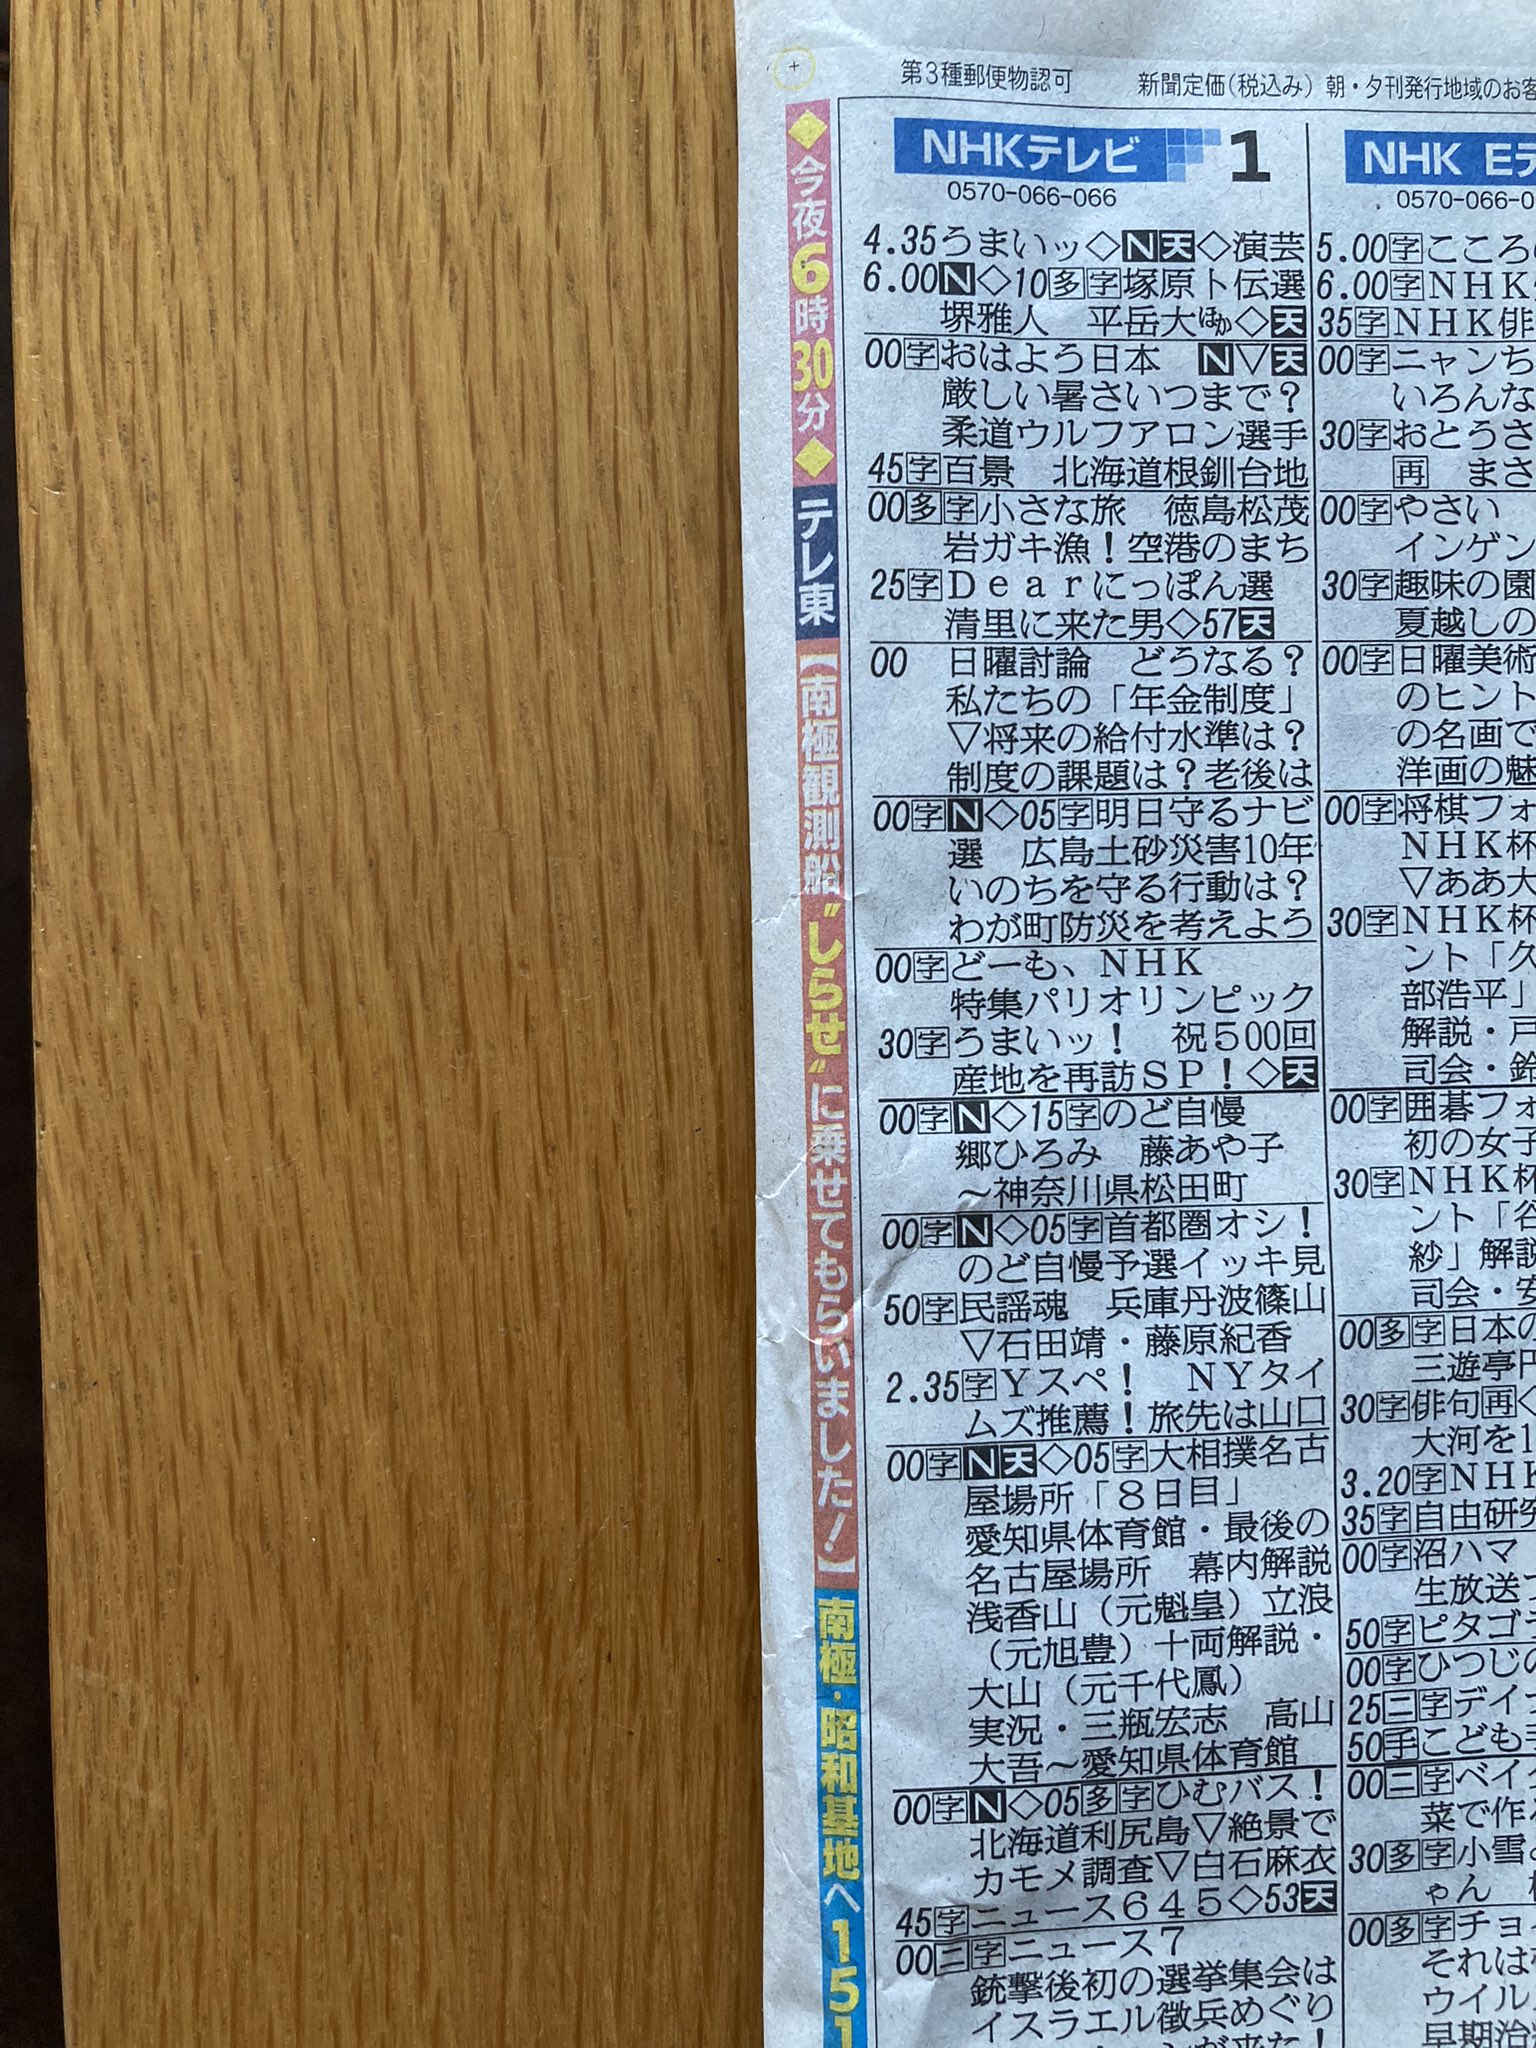 第3種郵便物認可 新聞定価(税込み) 朝・夕刊発行地域のお客
◆今夜6時30分◆テレ東【南極観測船"しらせ"に乗せてもらいました!】南極・昭和基地へ151
NHKテレビ 1
0570-066-066
4.35うまいッ◇N天◇演芸
6.00N◇10多字塚原卜伝選
堺雅人 平岳大ほか◇天
00字おはよう日本 N▽天
厳しい暑さいつまで?
柔道ウルフアロン選手
45字百景 北海道根釧台地
00多字小さな旅 徳島松茂
岩ガキ漁!空港のまち
25字Dearにっぽん選
清里に来た男◇57天
00 日曜討論 どうなる?
私たちの「年金制度」
▽将来の給付水準は?
制度の課題は?老後は
00字N◇05字明日守るナビ
選 広島土砂災害10年
いのちを守る行動は?
わが町防災を考えよう
00字どーも、NHK
特集パリオリンピック
30字うまいッ! 祝500回
産地を再訪SP!◇天
00字N◇15字のど自慢
郷ひろみ 藤あや子
~神奈川県松田町
00字N◇05字首都圏オシ!
のど自慢予選イッキ見
50字民謡魂 兵庫丹波篠山
▽石田靖・藤原紀香
2.35字Yスペ! NYタイ
ムズ推薦!旅先は山口
00字N天◇05字大相撲名古
屋場所「8日目」
愛知県体育館・最後の
名古屋場所 幕内解説
浅香山(元魁皇)立浪
(元旭豊)十両解説・
大山(元千代鳳)
実況・三瓶宏志 高山
大吾~愛知県体育館
00字N◇05多字ひむバス!
北海道利尻島▽絶景で
カモメ調査▽白石麻衣
45字ニュース645◇53天
00二字ニュース7
銃撃後初の選挙集会は
イスラエル徴兵めぐり
が来た!
NHK Eテ
0570-066-0
5.00字こころ
6.00字NHK
35字NHK俳
00字ニャンち
いろんな
30字おとうさ
再 まさ
00字やさい
インゲン
30字趣味の園
夏越しの
00字日曜美術
のヒント
の名画で
洋画の魅
00字将棋フォ
NHK杯
▽ああ大
30字NHK杯
ント「久
部浩平」
解説・戸
司会・鈴
00字囲碁フォ
初の女子
30字NHK杯
ント「谷
紗」解説
司会・安
00多字日本の
三遊亭円
30字俳句再
大河を1
3.20字NHK
35字自由研究
00字沼ハマ
生放送で
50字ピタゴラ
00字ひつじの
25二字デイ
50手こども手
00二字ベイ
菜で作
30多字小雪
ゃん
00多字チョ
それは
ウイル
早期治